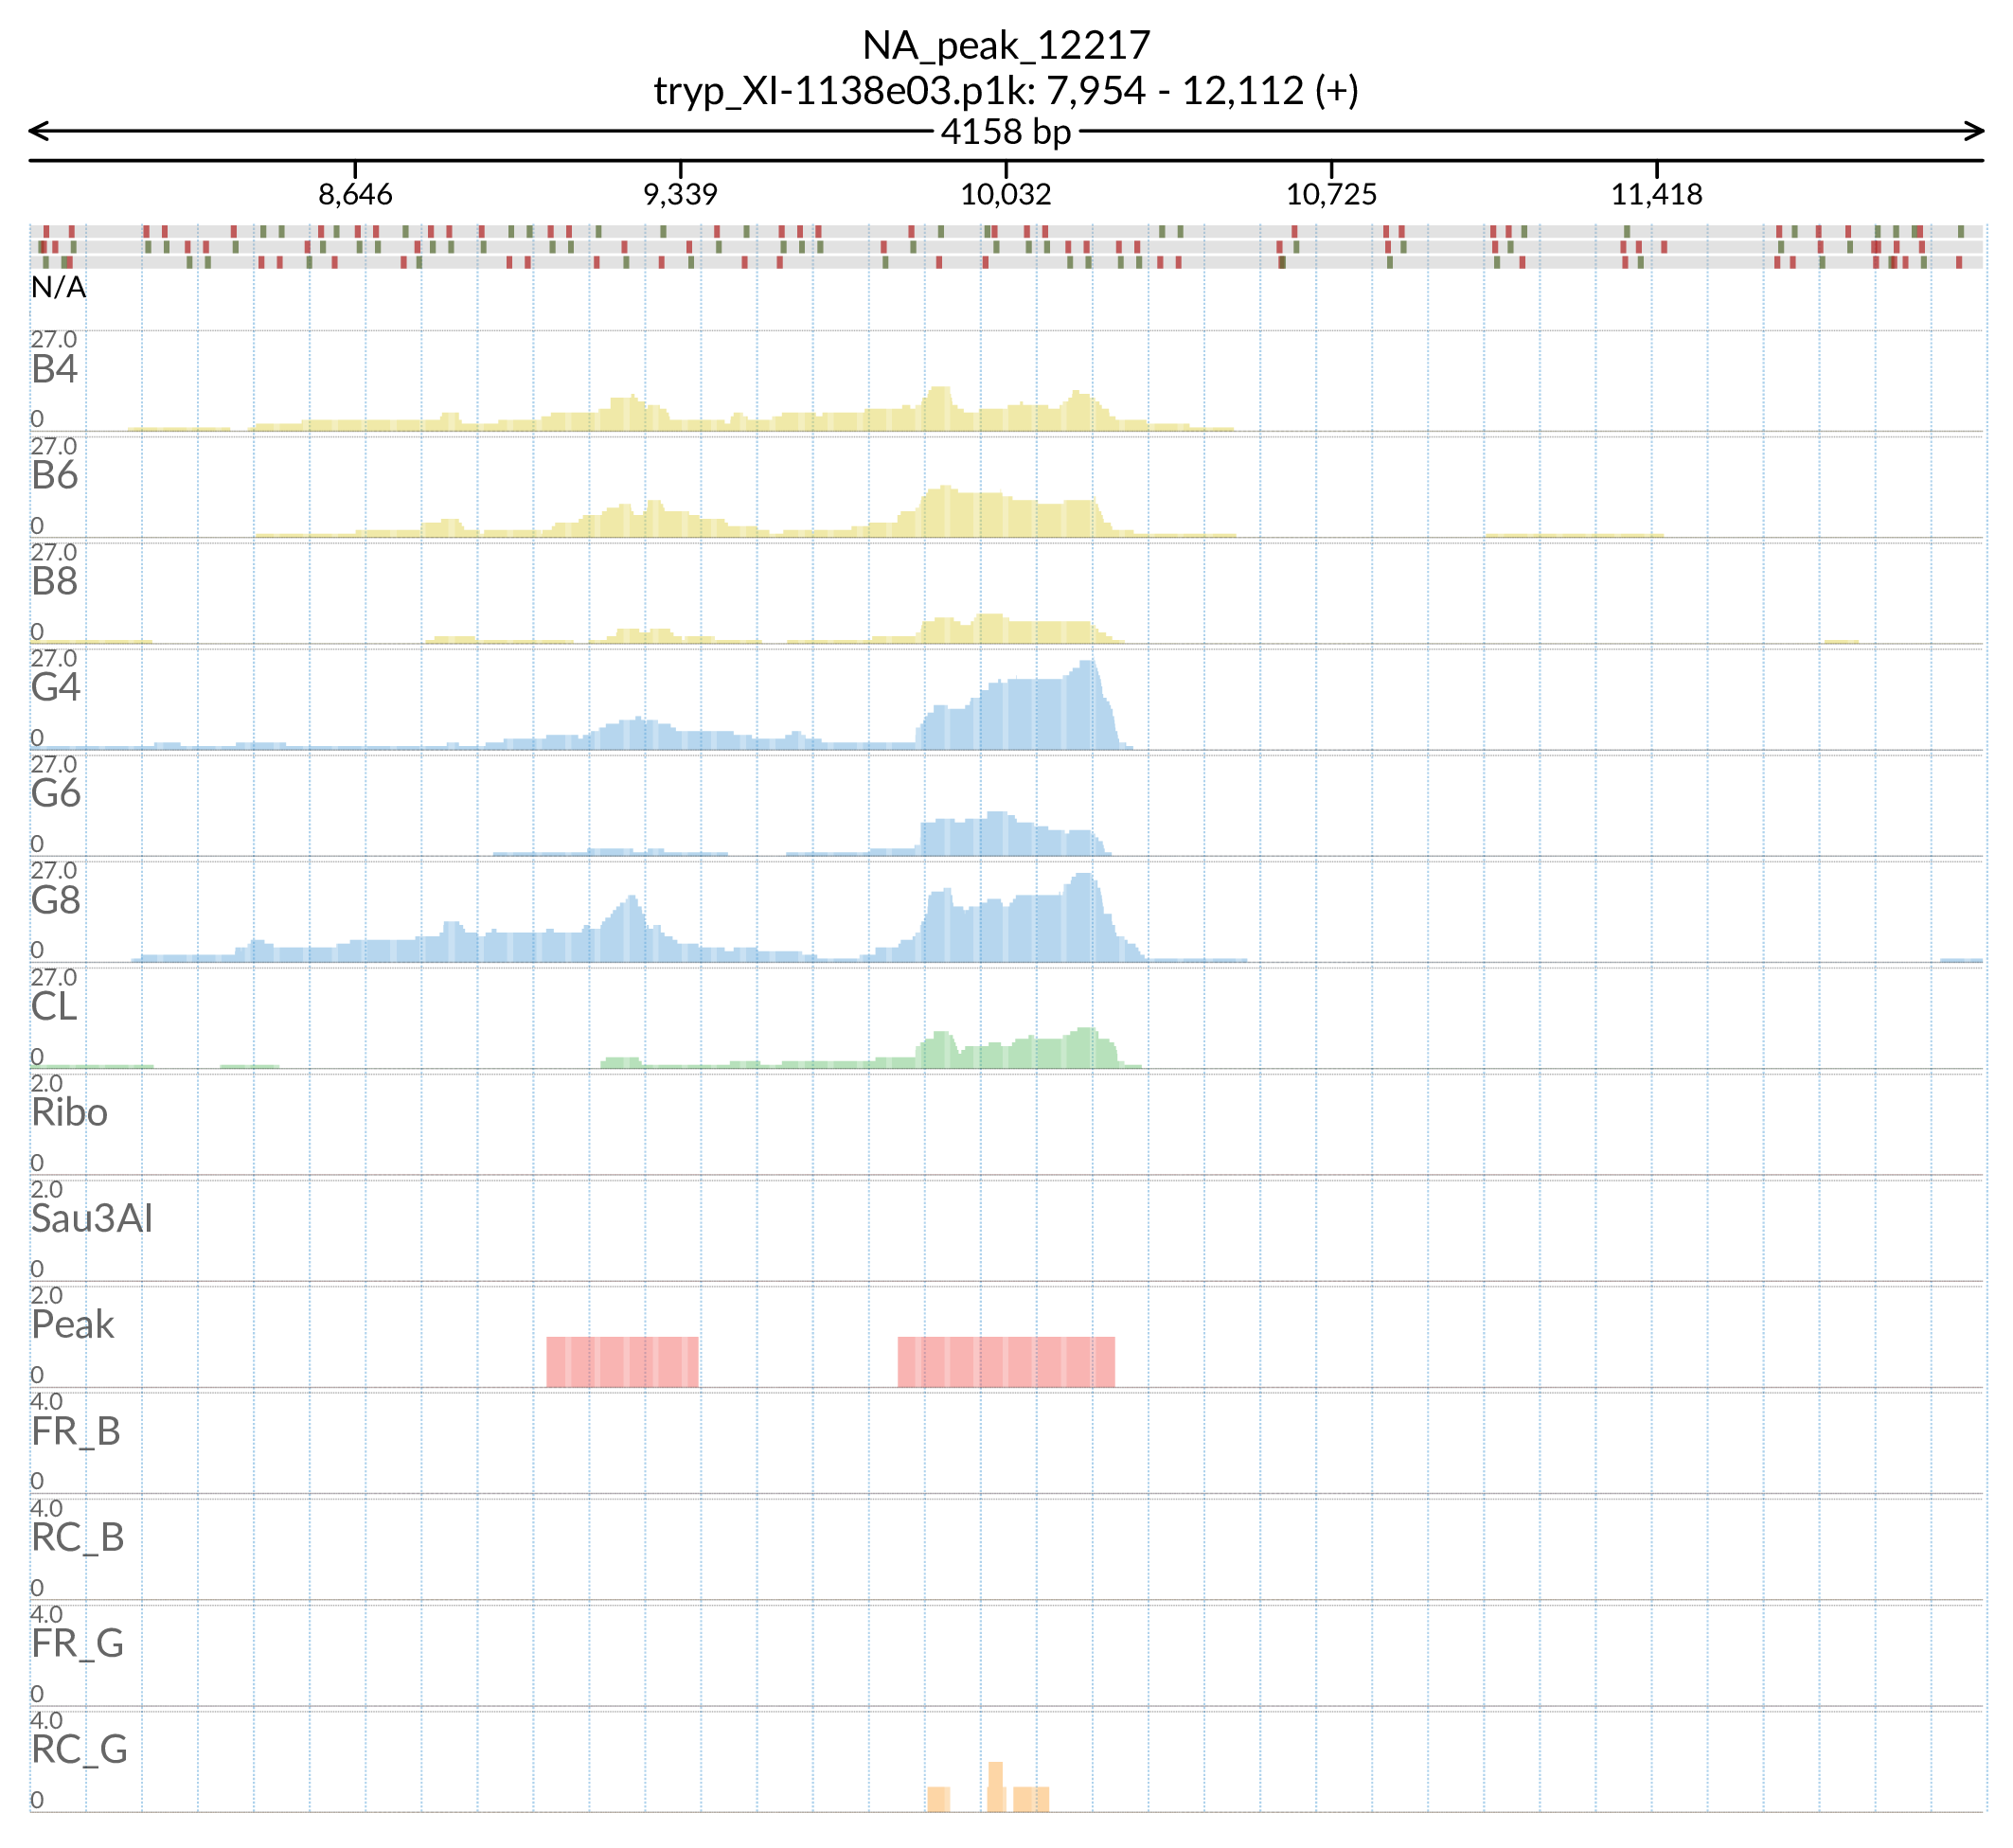 NA_peak_12217
tryp_XI-1138e03.p1k: 7,954 - 12,112 (+)
4158 bp
8,646 9,339 10,032 10,725 11,418
N/A
27.0
B4
0
27.0
B6
0
27.0
B8
0
27.0
G4
0
27.0
G6
0
27.0
G8
0
27.0
CL
0
2.0
Ribo
0
2.0
Sau3AI
0
2.0
Peak
0
4.0
FR_B
0
4.0
RC_B
0
4.0
FR_G
0
4.0
RC_G
0